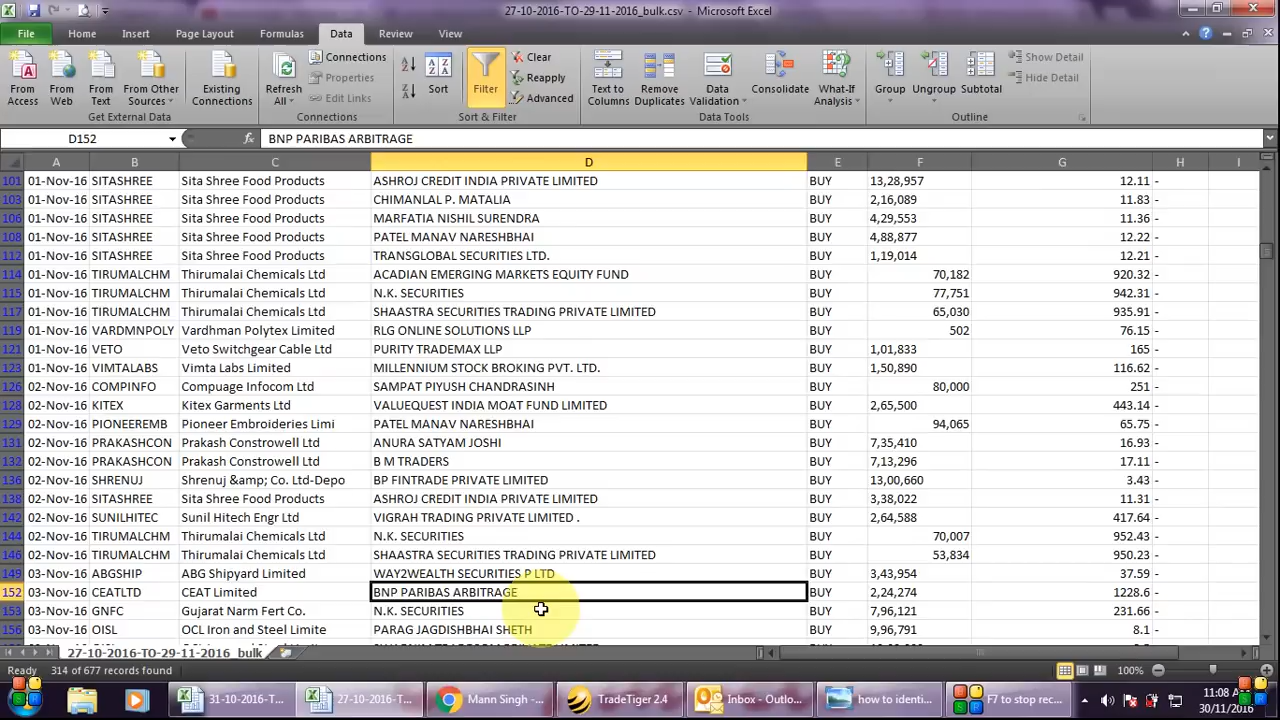 27-10-2016-TO-29-11-2016_bulk.csv - Microsoft Excel
File Home Insert Page Layout Formulas Data Review View
From Access
From Web
From Text
From Other Sources
Get External Data
Existing Connections
Refresh All
Connections
Properties
Edit Links
Connections
Sort
Filter
Clear
Reapply
Advanced
Sort & Filter
Text to Columns
Remove Duplicates
Data Validation
Consolidate
What-If Analysis
Data Tools
Group
Ungroup
Subtotal
Show Detail
Hide Detail
Outline
D152 fx BNP PARIBAS ARBITRAGE
A B C D E F G H I
101 01-Nov-16 SITASHREE Sita Shree Food Products ASHROJ CREDIT INDIA PRIVATE LIMITED BUY 13,28,957 12.11 -
103 01-Nov-16 SITASHREE Sita Shree Food Products CHIMANLAL P. MATALIA BUY 2,16,089 11.83 -
106 01-Nov-16 SITASHREE Sita Shree Food Products MARFATIA NISHIL SURENDRA BUY 4,29,553 11.36 -
108 01-Nov-16 SITASHREE Sita Shree Food Products PATEL MANAV NARESHBHAI BUY 4,88,877 12.22 -
112 01-Nov-16 SITASHREE Sita Shree Food Products TRANSGLOBAL SECURITIES LTD. BUY 1,19,014 12.21 -
114 01-Nov-16 TIRUMALCHM Thirumalai Chemicals Ltd ACADIAN EMERGING MARKETS EQUITY FUND BUY 70,182 920.32 -
115 01-Nov-16 TIRUMALCHM Thirumalai Chemicals Ltd N.K. SECURITIES BUY 77,751 942.31 -
117 01-Nov-16 TIRUMALCHM Thirumalai Chemicals Ltd SHAASTRA SECURITIES TRADING PRIVATE LIMITED BUY 65,030 935.91 -
119 01-Nov-16 VARDMNPOLY Vardhman Polytex Limited RLG ONLINE SOLUTIONS LLP BUY 502 76.15 -
121 01-Nov-16 VETO Veto Switchgear Cable Ltd PURITY TRADEMAX LLP BUY 1,01,833 165 -
123 01-Nov-16 VIMTALABS Vimta Labs Limited MILLENNIUM STOCK BROKING PVT. LTD. BUY 1,50,890 116.62 -
126 02-Nov-16 COMPINFO Compuage Infocom Ltd SAMPAT PIYUSH CHANDRASINH BUY 80,000 251 -
128 02-Nov-16 KITEX Kitex Garments Ltd VALUEQUEST INDIA MOAT FUND LIMITED BUY 2,65,500 443.14 -
129 02-Nov-16 PIONEEREMB Pioneer Embroideries Limi PATEL MANAV NARESHBHAI BUY 94,065 65.75 -
131 02-Nov-16 PRAKASHCON Prakash Constrowell Ltd ANURA SATYAM JOSHI BUY 7,35,410 16.93 -
132 02-Nov-16 PRAKASHCON Prakash Constrowell Ltd B M TRADERS BUY 7,13,296 17.11 -
136 02-Nov-16 SHRENUJ Shrenuj &amp; Co. Ltd-Depo BP FINTRADE PRIVATE LIMITED BUY 13,00,660 3.43 -
138 02-Nov-16 SITASHREE Sita Shree Food Products ASHROJ CREDIT INDIA PRIVATE LIMITED BUY 3,38,022 11.31 -
142 02-Nov-16 SUNILHITEC Sunil Hitech Engr Ltd VIGRAH TRADING PRIVATE LIMITED . BUY 2,64,588 417.64 -
144 02-Nov-16 TIRUMALCHM Thirumalai Chemicals Ltd N.K. SECURITIES BUY 70,007 952.43 -
146 02-Nov-16 TIRUMALCHM Thirumalai Chemicals Ltd SHAASTRA SECURITIES TRADING PRIVATE LIMITED BUY 53,834 950.23 -
149 03-Nov-16 ABGSHIP ABG Shipyard Limited WAY2WEALTH SECURITIES P LTD BUY 3,43,954 37.59 -
152 03-Nov-16 CEATLTD CEAT Limited BNP PARIBAS ARBITRAGE BUY 2,24,274 1228.6 -
153 03-Nov-16 GNFC Gujarat Narm Fert Co. N.K. SECURITIES BUY 7,96,121 231.66 -
156 03-Nov-16 OISL OCL Iron and Steel Limite PARAG JAGDISHBHAI SHETH BUY 9,96,791 8.1 -
27-10-2016-TO-29-11-2016_bulk
Ready 314 of 677 records found 100%
31-10-2016-T... 27-10-2016-T... Mann Singh -... TradeTiger 2.4 Inbox - Outlo... how to identi... F7 to stop rec... 11:08 AM
30/11/2016